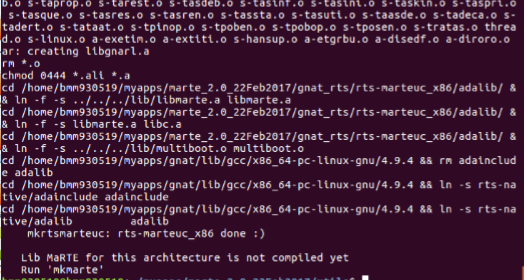 b.o s-taprop.o s-tarest.o s-tasdeb.o s-tasinf.o s-tasini.o s-taskin.o s-taspri.o
 s-tasque.o s-tasres.o s-tasren.o s-tassta.o s-tasuti.o s-taasde.o s-tadeca.o s-
tadert.o s-tataat.o s-tpinop.o s-tpoben.o s-tpobop.o s-tposen.o s-tratas.o threa
d.o s-linux.o a-exetim.o a-extiti.o s-hansup.o a-etgrbu.o a-disedf.o a-diroro.o
ar: creating libgnarl.a
rm *.o
chmod 0444 *.ali *.a
cd /home/bmm930519/myapps/marte_2.0_22Feb2017/gnat_rts/rts-marteuc_x86/adalib/ &
& ln -f -s ../../../lib/libmarte.a libmarte.a
cd /home/bmm930519/myapps/marte_2.0_22Feb2017/gnat_rts/rts-marteuc_x86/adalib/ &
& ln -f -s libmarte.a libc.a
cd /home/bmm930519/myapps/marte_2.0_22Feb2017/gnat_rts/rts-marteuc_x86/adalib/ &
& ln -f -s ../../../lib/multiboot.o multiboot.o
cd /home/bmm930519/myapps/gnat/lib/gcc/x86_64-pc-linux-gnu/4.9.4 && rm adainclud
e adalib
cd /home/bmm930519/myapps/gnat/lib/gcc/x86_64-pc-linux-gnu/4.9.4 && ln -s rts-na
tive/adainclude adainclude
cd /home/bmm930519/myapps/gnat/lib/gcc/x86_64-pc-linux-gnu/4.9.4 && ln -s rts-na
tive/adalib adalib
mkrtsmarteuc: rts-marteuc_x86 done :)
Lib MaRTE for this architecture is not compiled yet
Run 'mkmarte'